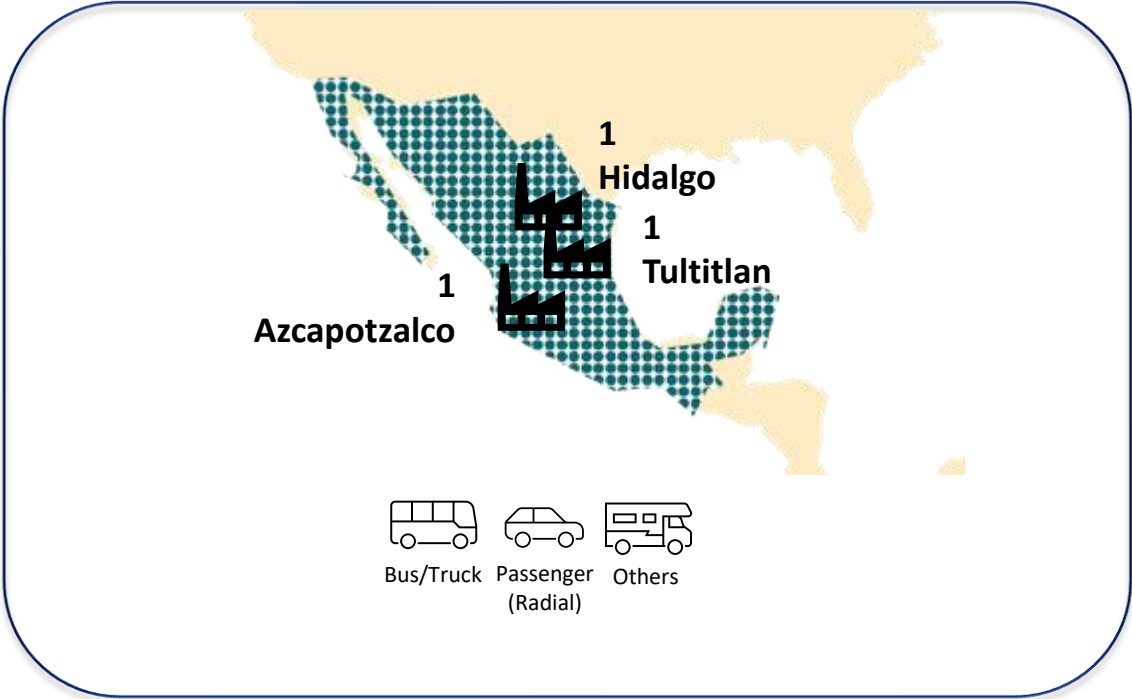 1
Hidalgo
1
Tultitlan
1
Azcapotzalco
Bus/Truck
Passenger
(Radial)
Others